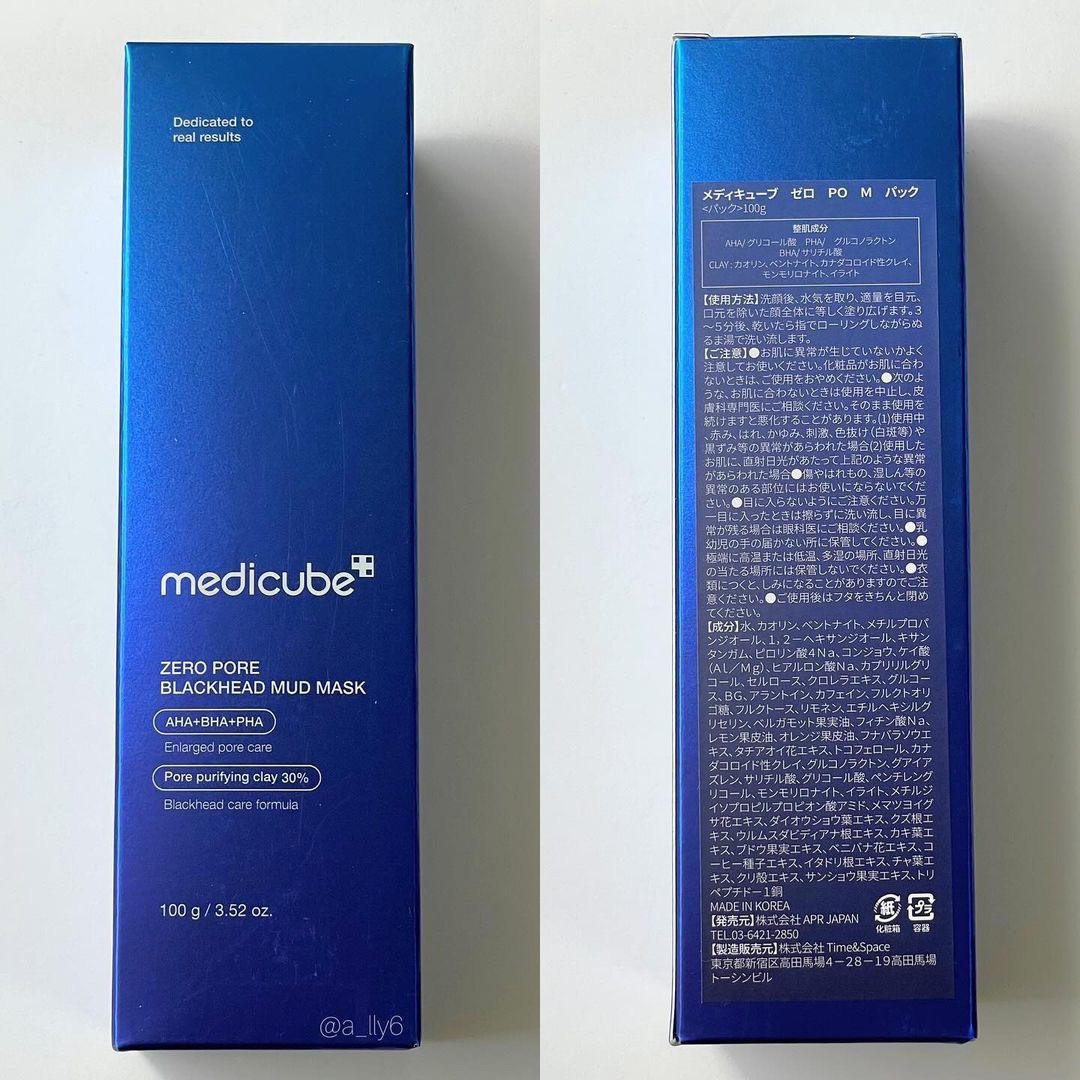 Dedicated to
real results
medicube
ZERO PORE
BLACKHEAD MUD MASK
AHA+BHA+PHA
Enlarged pore care
Pore purifying clay 30%
Blackhead care formula
100 g / 3.52 oz.
@a_lly6
メディキューブ ゼロ PO M パック
<パック>100g
整肌成分
AHA/ グリコール酸 PHA/ グルコノラクトン
BHA/ サリチル酸
CLAY : カオリン、ベントナイト、カナダコロイド性クレイ、
モンモリロナイト、イライト
【使用方法】洗顔後、水気を取り、適量を目元、
口元を除いた顔全体に等しく塗り広げます。3
〜5分後、乾いたら指でローリングしながらぬ
るま湯で洗い流します。
【ご注意】●お肌に異常が生じていないかよく
注意してお使いください。化粧品がお肌に合わ
ないときは、ご使用をおやめください。●次のよ
うな、お肌に合わないときは使用を中止し、皮
膚科専門医にご相談ください。そのまま使用を
続けますと悪化することがあります。(1)使用中
、赤み、はれ、かゆみ、刺激、色抜け（白斑等）や
黒ずみ等の異常があらわれた場合(2)使用した
お肌に、直射日光があたって上記のような異常
があらわれた場合●傷やはれもの、湿しん等の
異常のある部位にはお使いにならないでくだ
さい。●目に入らないようにご注意ください。万
一目に入ったときは擦らずに洗い流し、目に異
常が残る場合は眼科医にご相談ください。●乳
幼児の手の届かない所に保管してください。●
極端に高温または低温、多湿の場所、直射日光
の当たる場所には保管しないでください。●衣
類につくと、しみになることがありますのでご注
意ください。●ご使用後はフタをきちんと閉め
てください。
【成分】水、カオリン、ベントナイト、メチルプロパ
ンジオール、1，2－ヘキサンジオール、キサン
タンガム、ピロリン酸4Ｎａ、コンジョウ、ケイ酸
（Ａｌ／Ｍｇ）、ヒアルロン酸Ｎａ、カプリリルグリ
コール、セルロース、クロレラエキス、グルコー
ス、ＢＧ、アラントイン、カフェイン、フルクトオリ
ゴ糖、フルクトース、リモネン、エチルヘキシルグ
リセリン、ベルガモット果実油、フィチン酸Ｎａ、
レモン果皮油、オレンジ果皮油、フナバラソウエ
キス、タチアオイ花エキス、トコフェロール、カナ
ダコロイド性クレイ、グルコノラクトン、グアイア
ズレン、サリチル酸、グリコール酸、ペンチレング
リコール、モンモリロナイト、イライト、メチルジ
イソプロピルプロピオン酸アミド、メマツヨイグ
サ花エキス、ダイオウショウ葉エキス、クズ根エ
キス、ウルムスダビディアナ根エキス、カキ葉エ
キス、ブドウ果実エキス、ベニバナ花エキス、コ
ーヒー種子エキス、イタドリ根エキス、チャ葉エ
キス、クリ殻エキス、サンショウ果実エキス、トリ
ペプチド－1銅
MADE IN KOREA
【発売元】株式会社 APR JAPAN
TEL.03-6421-2850
【製造販売元】株式会社 Time&Space
東京都新宿区高田馬場4－28－19高田馬場
トーシンビル
紙
化粧箱
プラ
容器